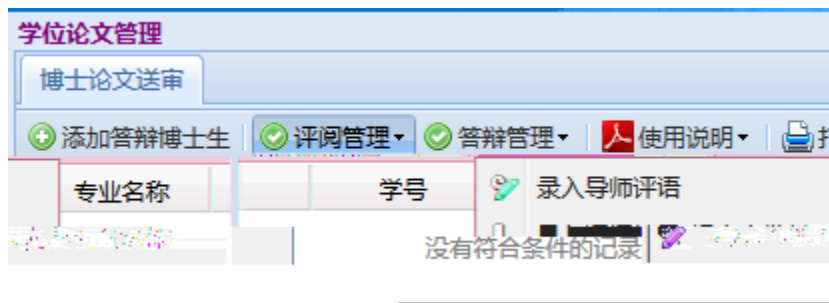 学位论文管理
博士论文送审
添加答辩博士生 评阅管理 答辩管理 使用说明
专业名称 学号 录入导师评语
没有符合条件的记录